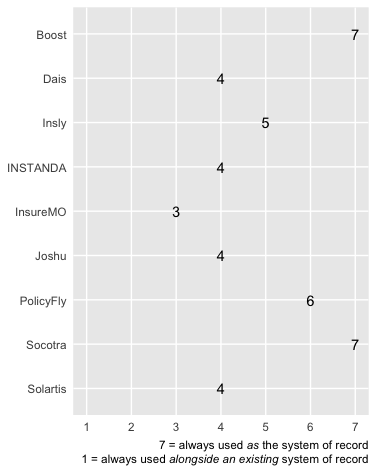 Boost 7
Dais 4
Insly 5
INSTANDA 4
InsureMO 3
Joshu 4
PolicyFly 6
Socotra 7
Solartis 4
1 2 3 4 5 6 7
7 = always used as the system of record
1 = always used alongside an existing system of record